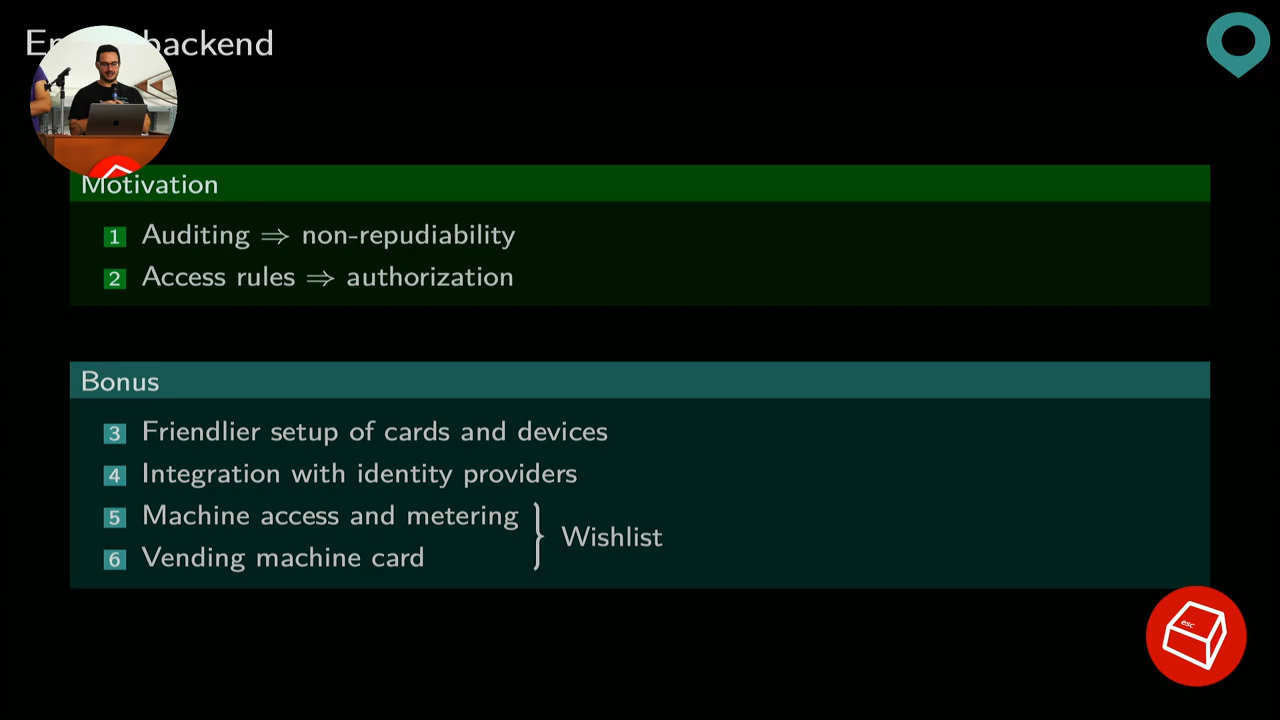 backend
Motivation
1 Auditing ⇒ non-repudiability
2 Access rules ⇒ authorization
Bonus
3 Friendlier setup of cards and devices
4 Integration with identity providers
5 Machine access and metering
6 Vending machine card
Wishlist
esc